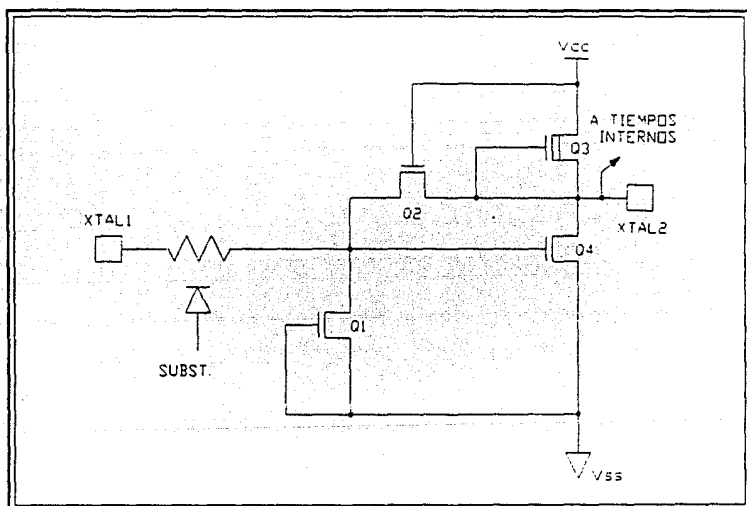 Vcc
A TIEMPOS
INTERNOS
Q3
Q2
XTAL1
XTAL2
Q4
Q1
SUBST.
Vss